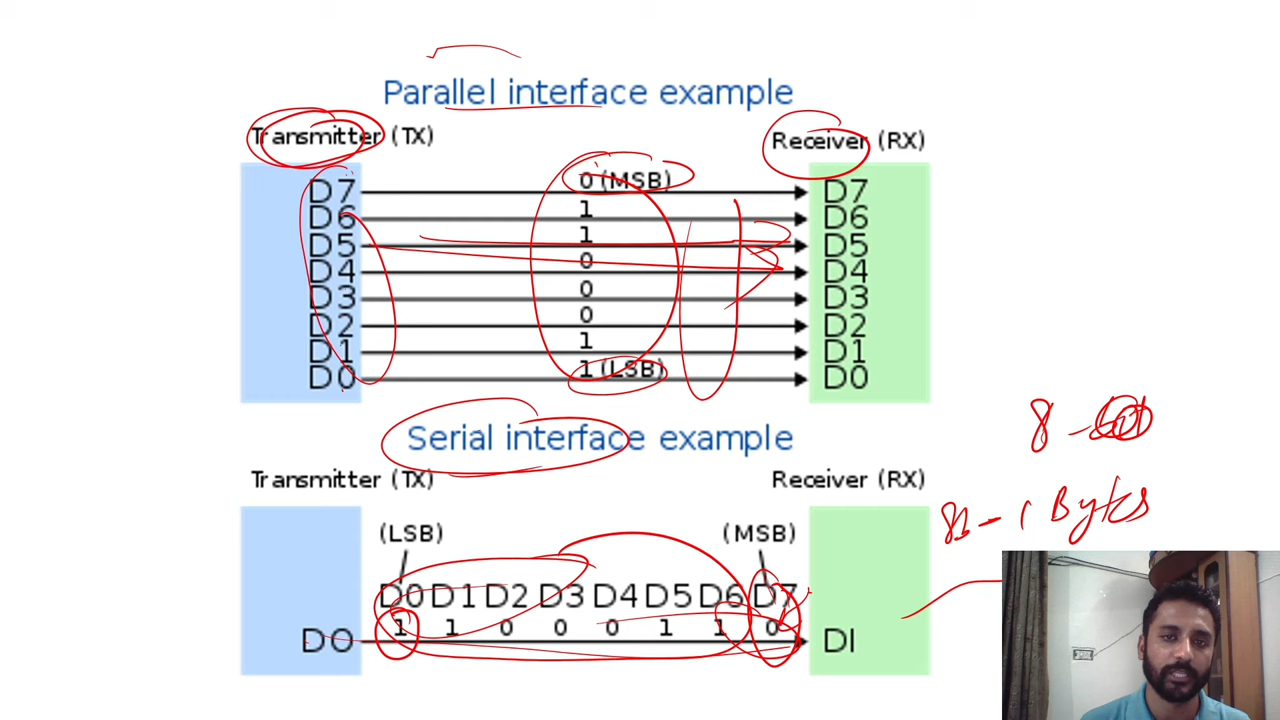 Parallel interface example
Transmitter (TX)
Receiver (RX)
D7 0 (MSB) D7
D6 1 D6
D5 1 D5
D4 0 D4
D3 0 D3
D2 0 D2
D1 1 D1
D0 1 (LSB) D0
8 -
Serial interface example
Transmitter (TX)
Receiver (RX)
- 1 Bytes
(LSB) (MSB)
D0 D1 D2 D3 D4 D5 D6 D7
1 1 0 0 0 1 1 0
DO DI